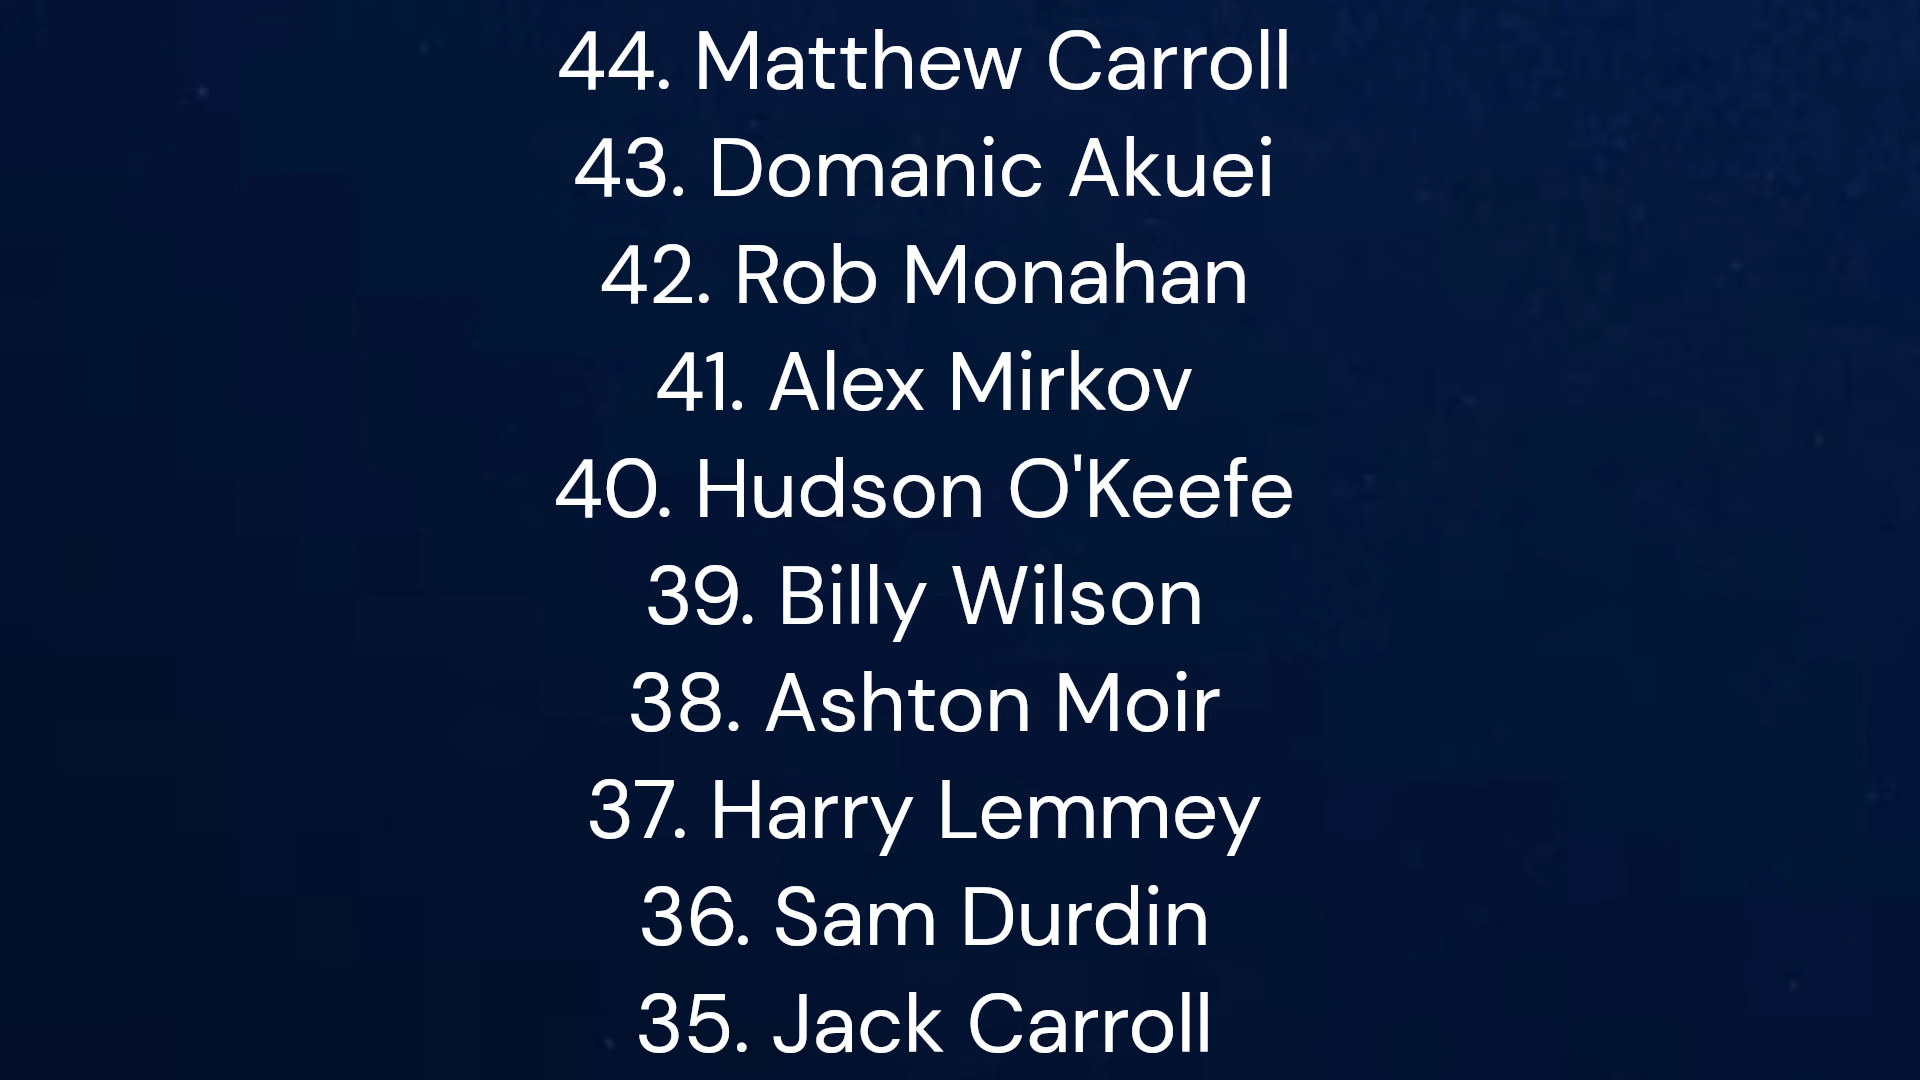 44. Matthew Carroll
43. Domanic Akuei
42. Rob Monahan
41. Alex Mirkov
40. Hudson O'Keefe
39. Billy Wilson
38. Ashton Moir
37. Harry Lemmey
36. Sam Durdin
35. Jack Carroll